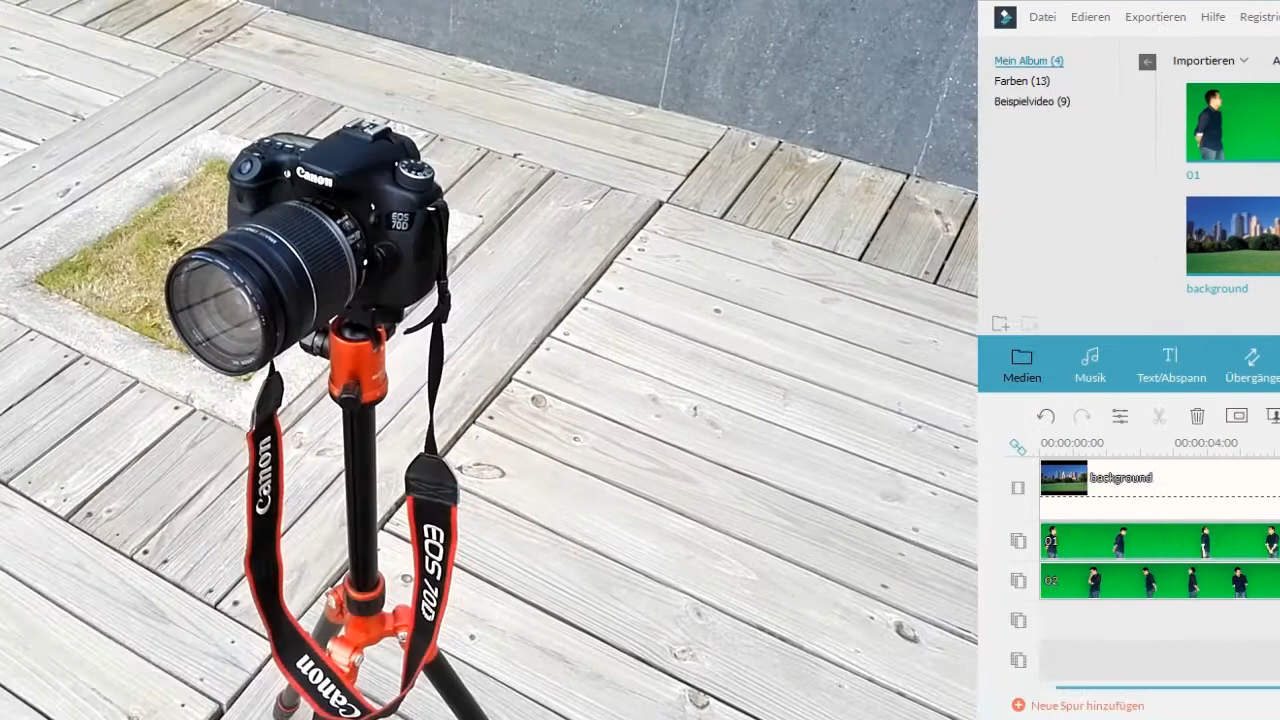 Canon
EOS
70D
Canon
EOS 70D
Canon
Datei Edieren Exportieren Hilfe
Mein Album (4)
Importieren
Farben (13)
Beispielvideo (9)
01
background
Medien Musik Text/Abspann Übergänge
00:00:00:00 00:00:04:00
background
01
02
Neue Spur hinzufügen